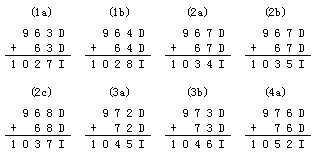 (1a) (1b) (2a) (2b)
9 6 3 D 9 6 4 D 9 6 7 D 9 6 7 D
+ 6 3 D + 6 4 D + 6 7 D + 6 7 D
1 0 2 7 I 1 0 2 8 I 1 0 3 4 I 1 0 3 5 I
(2c) (3a) (3b) (4a)
9 6 8 D 9 7 2 D 9 7 3 D 9 7 6 D
+ 6 8 D + 7 2 D + 7 3 D + 7 6 D
1 0 3 7 I 1 0 4 5 I 1 0 4 6 I 1 0 5 2 I